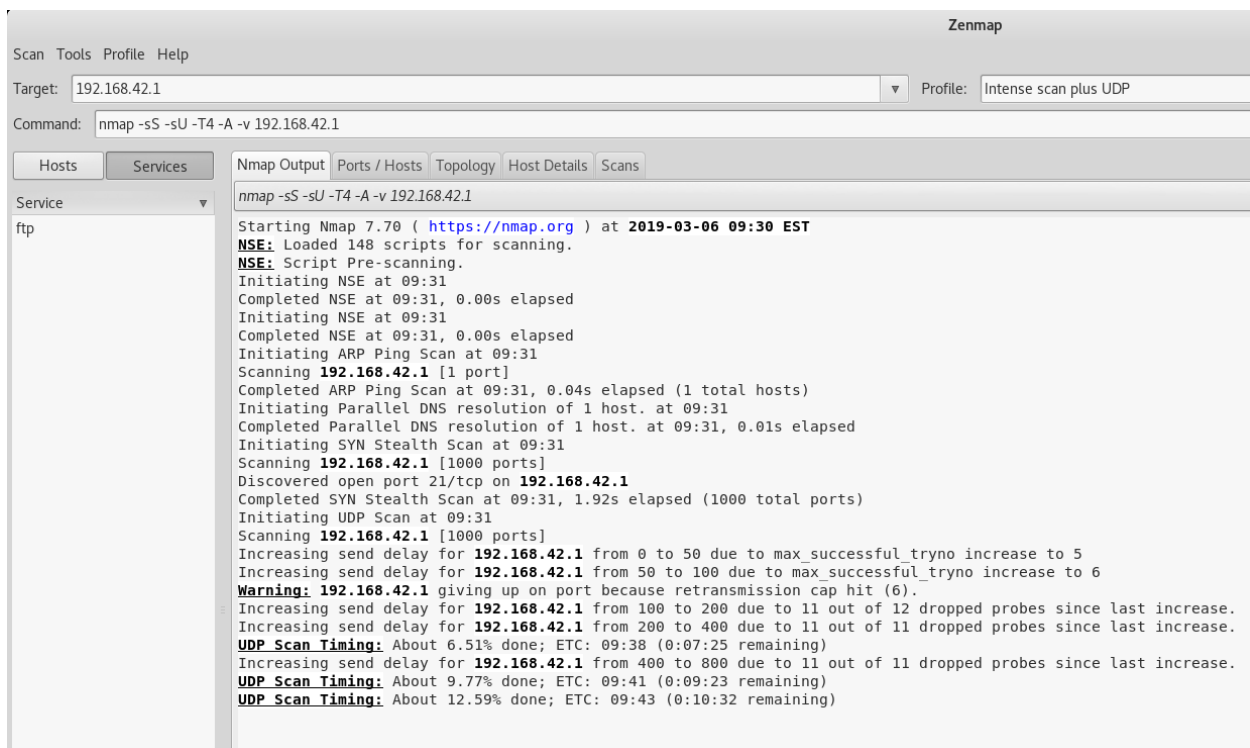 Zenmap
Scan Tools Profile Help
Target: 192.168.42.1 Profile: Intense scan plus UDP
Command: nmap -sS -sU -T4 -A -v 192.168.42.1
Hosts Services Nmap Output Ports / Hosts Topology Host Details Scans
Service
ftp
nmap -sS -sU -T4 -A -v 192.168.42.1
Starting Nmap 7.70 ( https://nmap.org ) at 2019-03-06 09:30 EST
NSE: Loaded 148 scripts for scanning.
NSE: Script Pre-scanning.
Initiating NSE at 09:31
Completed NSE at 09:31, 0.00s elapsed
Initiating NSE at 09:31
Completed NSE at 09:31, 0.00s elapsed
Initiating ARP Ping Scan at 09:31
Scanning 192.168.42.1 [1 port]
Completed ARP Ping Scan at 09:31, 0.04s elapsed (1 total hosts)
Initiating Parallel DNS resolution of 1 host. at 09:31
Completed Parallel DNS resolution of 1 host. at 09:31, 0.01s elapsed
Initiating SYN Stealth Scan at 09:31
Scanning 192.168.42.1 [1000 ports]
Discovered open port 21/tcp on 192.168.42.1
Completed SYN Stealth Scan at 09:31, 1.92s elapsed (1000 total ports)
Initiating UDP Scan at 09:31
Scanning 192.168.42.1 [1000 ports]
Increasing send delay for 192.168.42.1 from 0 to 50 due to max_successful_tryno increase to 5
Increasing send delay for 192.168.42.1 from 50 to 100 due to max_successful_tryno increase to 6
Warning: 192.168.42.1 giving up on port because retransmission cap hit (6).
Increasing send delay for 192.168.42.1 from 100 to 200 due to 11 out of 12 dropped probes since last increase.
Increasing send delay for 192.168.42.1 from 200 to 400 due to 11 out of 11 dropped probes since last increase.
UDP Scan Timing: About 6.51% done; ETC: 09:38 (0:07:25 remaining)
Increasing send delay for 192.168.42.1 from 400 to 800 due to 11 out of 11 dropped probes since last increase.
UDP Scan Timing: About 9.77% done; ETC: 09:41 (0:09:23 remaining)
UDP Scan Timing: About 12.59% done; ETC: 09:43 (0:10:32 remaining)